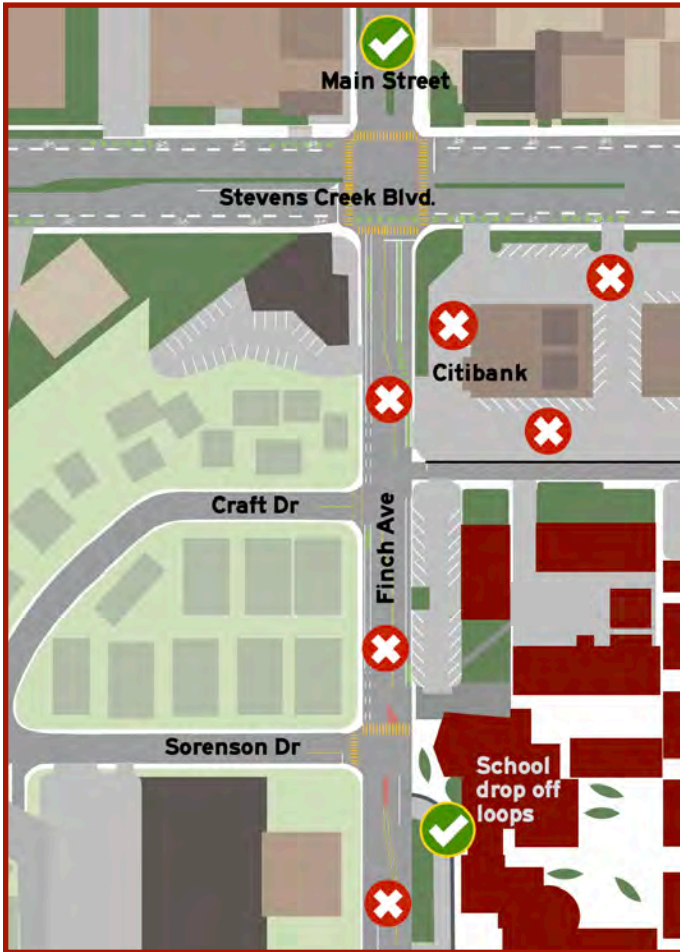 Main Street
Stevens Creek Blvd.
Citibank
Craft Dr
Finch Ave
Sorenson Dr
School
drop off
loops